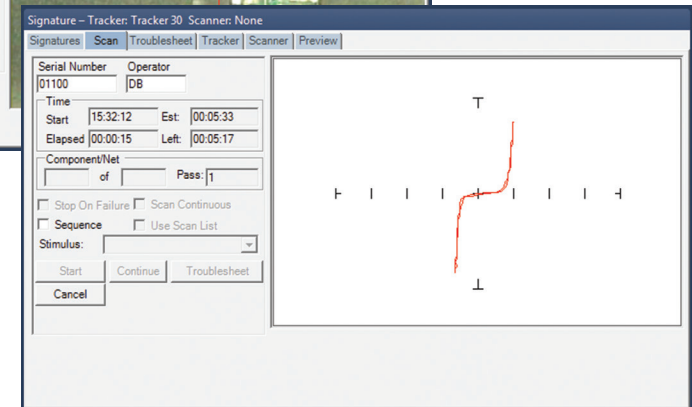 Signature – Tracker: Tracker 30 Scanner: None
Signatures Scan Troublesheet Tracker Scanner Preview
Serial Number Operator
01100 DB
Time
Start 15:32:12 Est: 00:05:33
Elapsed 00:00:15 Left: 00:05:17
Component/Net
of Pass: 1
Stop On Failure Scan Continuous
Sequence Use Scan List
Stimulus:
Start Continue Troublesheet
Cancel